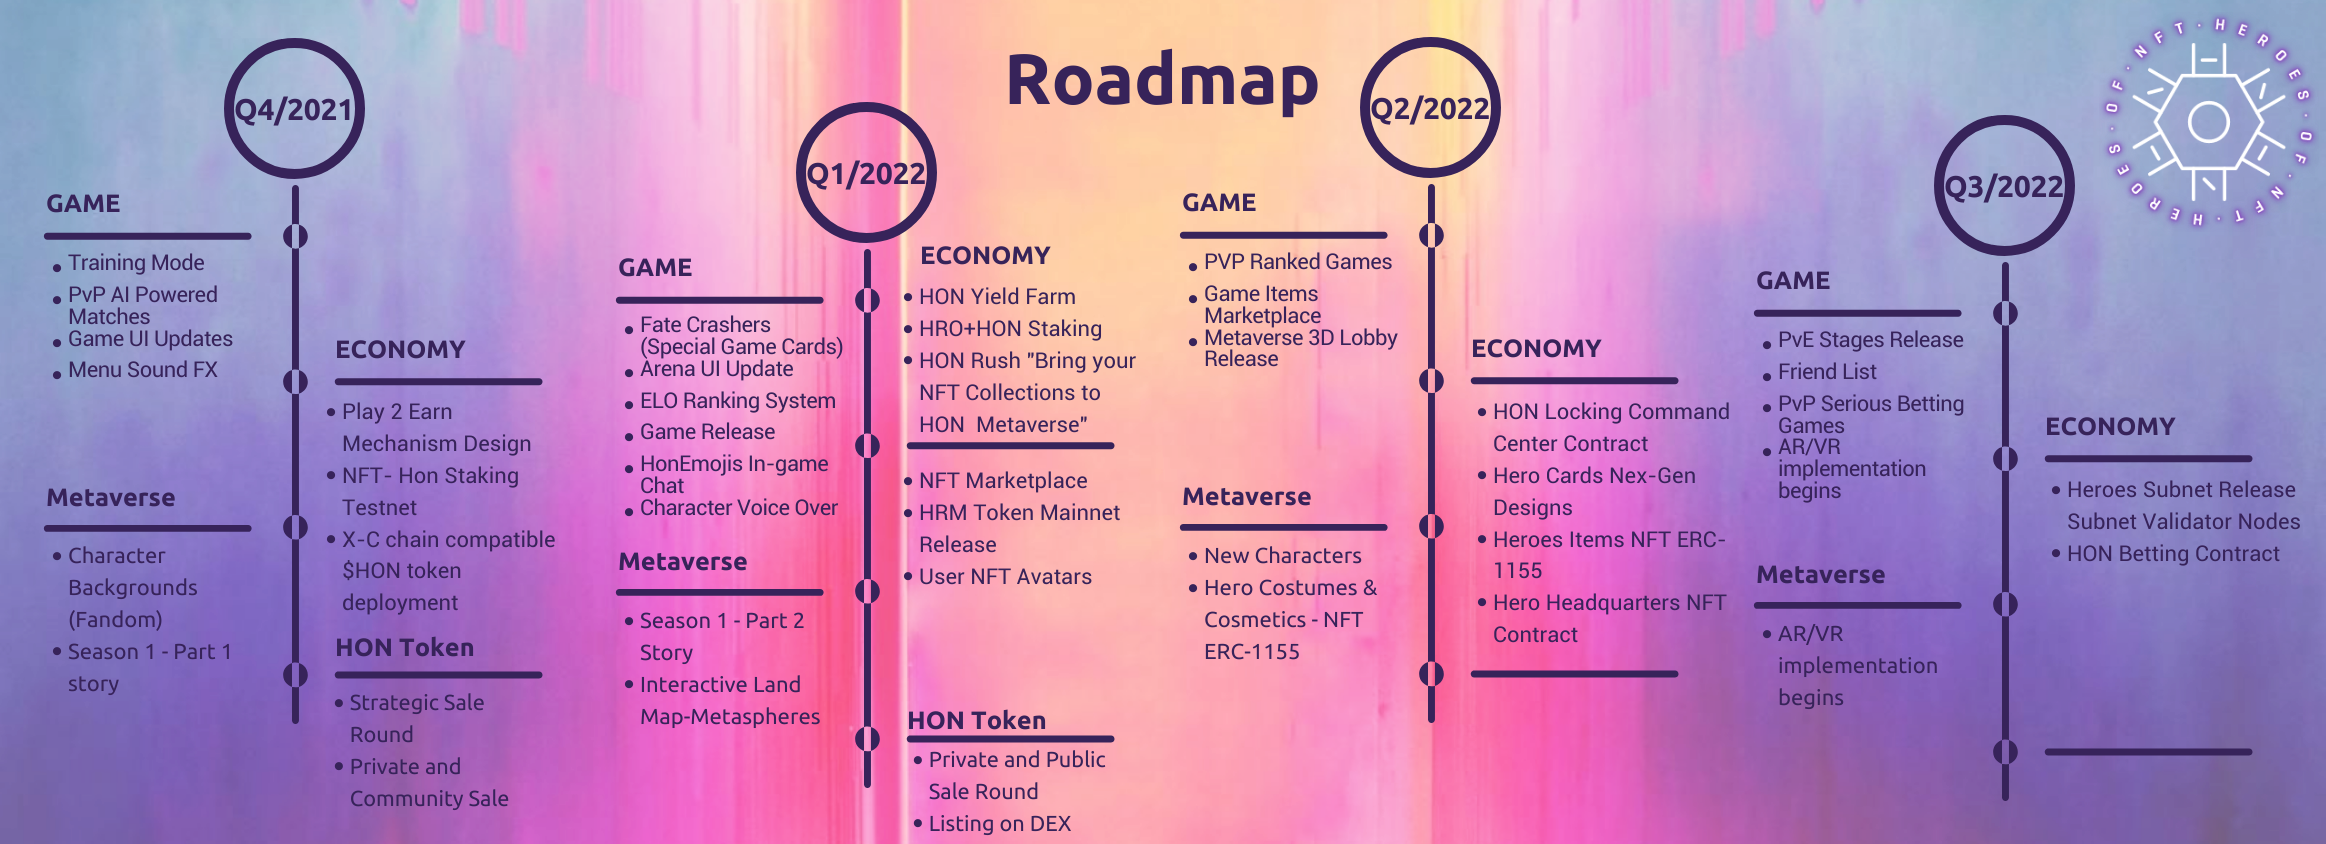 Roadmap
HEROES · OF · NFT · HEROES · OF · NFT ·
Q4/2021
GAME
Training Mode
PvP AI Powered
Matches
Game UI Updates
Menu Sound FX
Metaverse
Character
Backgrounds
(Fandom)
Season 1 - Part 1
story
ECONOMY
Play 2 Earn
Mechanism Design
NFT- Hon Staking
Testnet
X-C chain compatible
$HON token
deployment
HON Token
Strategic Sale
Round
Private and
Community Sale
Q1/2022
GAME
Fate Crashers
(Special Game Cards)
Arena UI Update
ELO Ranking System
Game Release
HonEmojis In-game
Chat
Character Voice Over
Metaverse
Season 1 - Part 2
Story
Interactive Land
Map-Metaspheres
ECONOMY
HON Yield Farm
HRO+HON Staking
HON Rush "Bring your
NFT Collections to
HON Metaverse"
NFT Marketplace
HRM Token Mainnet
Release
User NFT Avatars
HON Token
Private and Public
Sale Round
Listing on DEX
Q2/2022
GAME
PVP Ranked Games
Game Items
Marketplace
Metaverse 3D Lobby
Release
Metaverse
New Characters
Hero Costumes &
Cosmetics - NFT
ERC-1155
ECONOMY
HON Locking Command
Center Contract
Hero Cards Nex-Gen
Designs
Heroes Items NFT ERC-
1155
Hero Headquarters NFT
Contract
Q3/2022
GAME
PvE Stages Release
Friend List
PvP Serious Betting
Games
AR/VR
implementation
begins
Metaverse
AR/VR
implementation
begins
ECONOMY
Heroes Subnet Release
Subnet Validator Nodes
HON Betting Contract